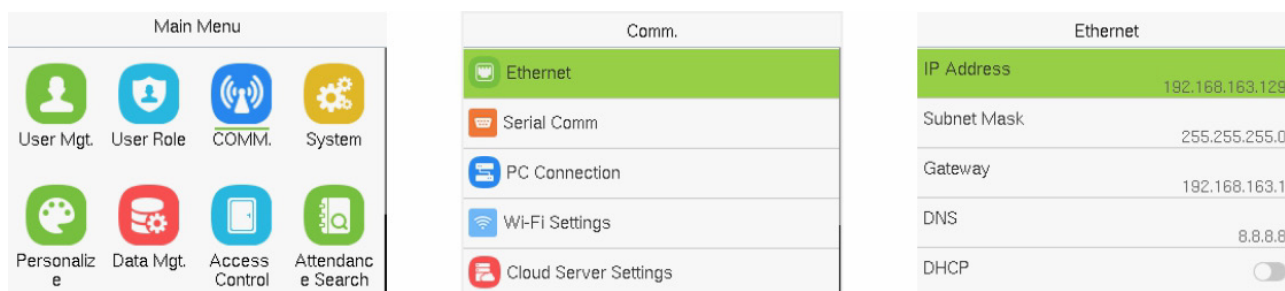 Main Menu
User Mgt.
User Role
COMM.
System
Personaliz
e
Data Mgt.
Access
Control
Attendanc
e Search
Comm.
Ethernet
Serial Comm
PC Connection
Wi-Fi Settings
Cloud Server Settings
Ethernet
IP Address
192.168.163.129
Subnet Mask
255.255.255.0
Gateway
192.168.163.1
DNS
8.8.8.8
DHCP